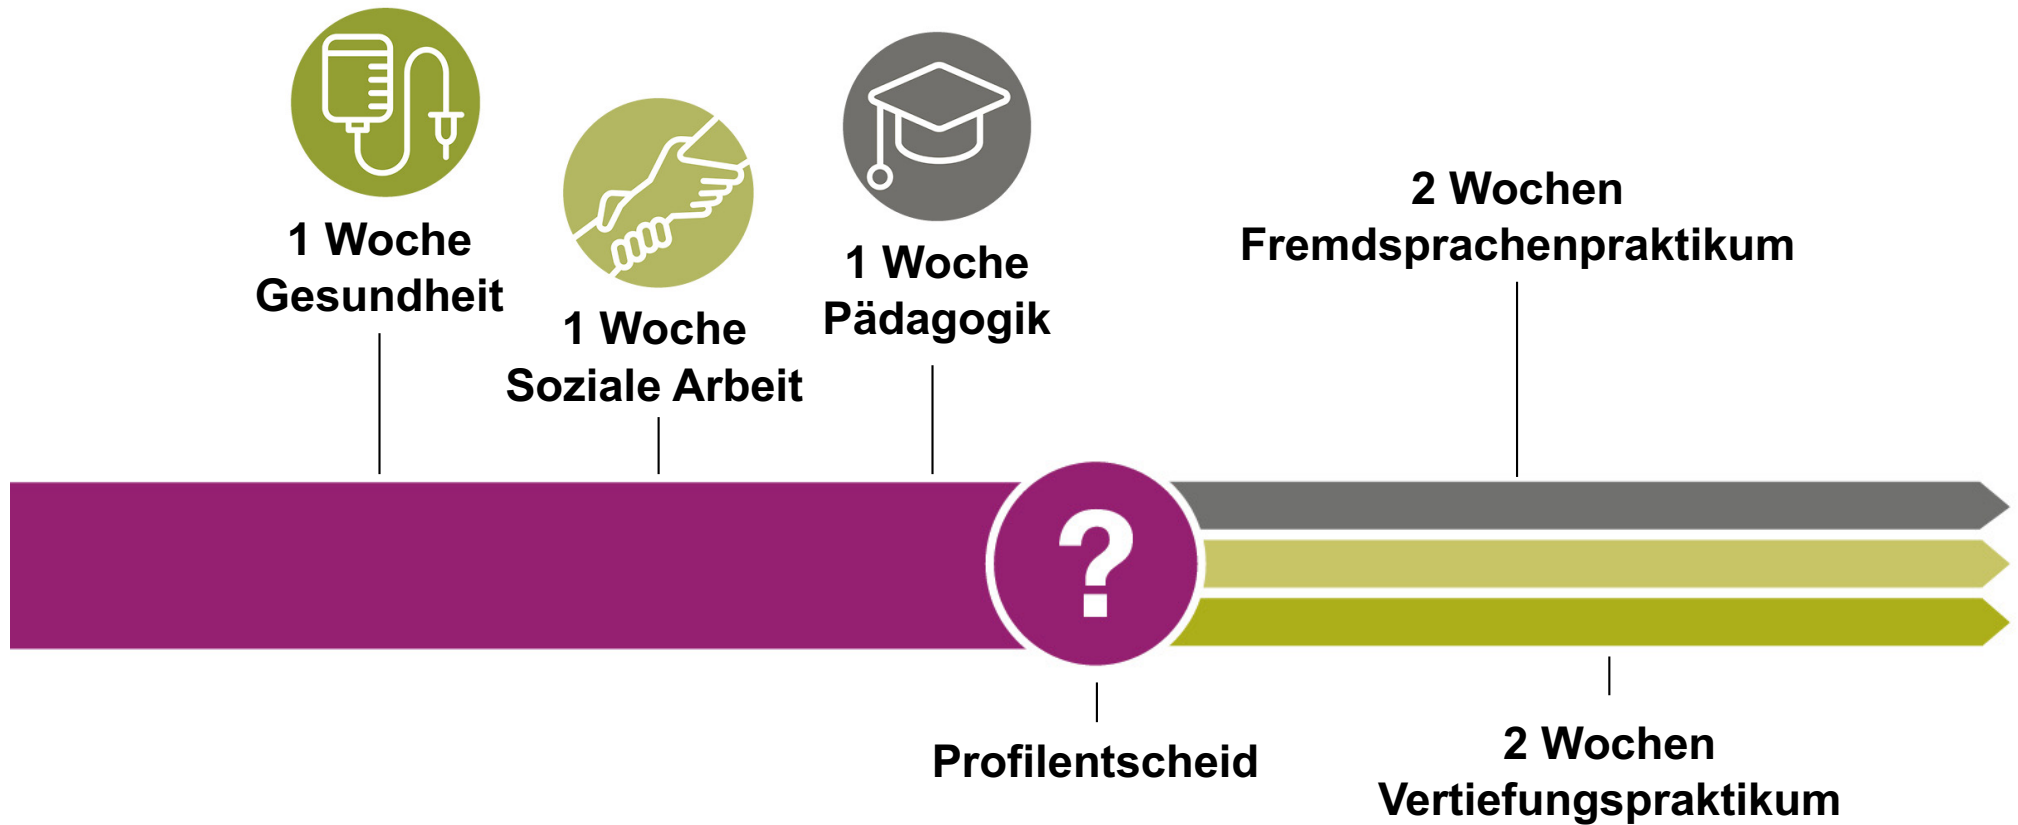 1 Woche
Gesundheit
1 Woche
Soziale Arbeit
1 Woche
Pädagogik
2 Wochen
Fremdsprachenpraktikum
?
Profilentscheid
2 Wochen
Vertiefungspraktikum